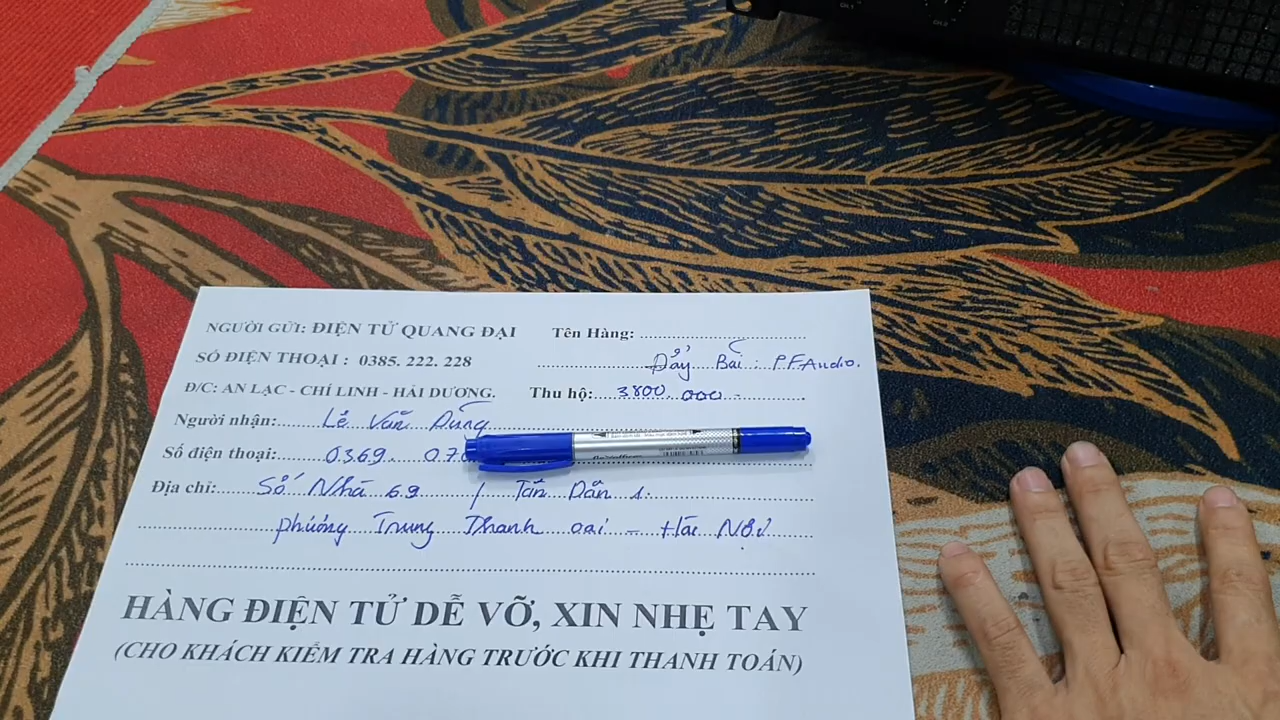 NGƯỜI GỬI: ĐIỆN TỬ QUANG ĐẠI
SỐ ĐIỆN THOẠI : 0385. 222. 228
Đ/C: AN LẠC - CHÍ LINH - HẢI DƯƠNG.
Tên Hàng:
Đẩy Bãi : P.F Audio.
Thu hộ: 3800.000.-
Người nhận: Lê Văn Dũng
Số điện thoại: 0369 070
Địa chỉ: Số Nhà 69 / Tân Dân 1.
phương Trung Thanh oai - Hà Nội
HÀNG ĐIỆN TỬ DỄ VỠ, XIN NHẸ TAY
(CHO KHÁCH KIỂM TRA HÀNG TRƯỚC KHI THANH TOÁN)